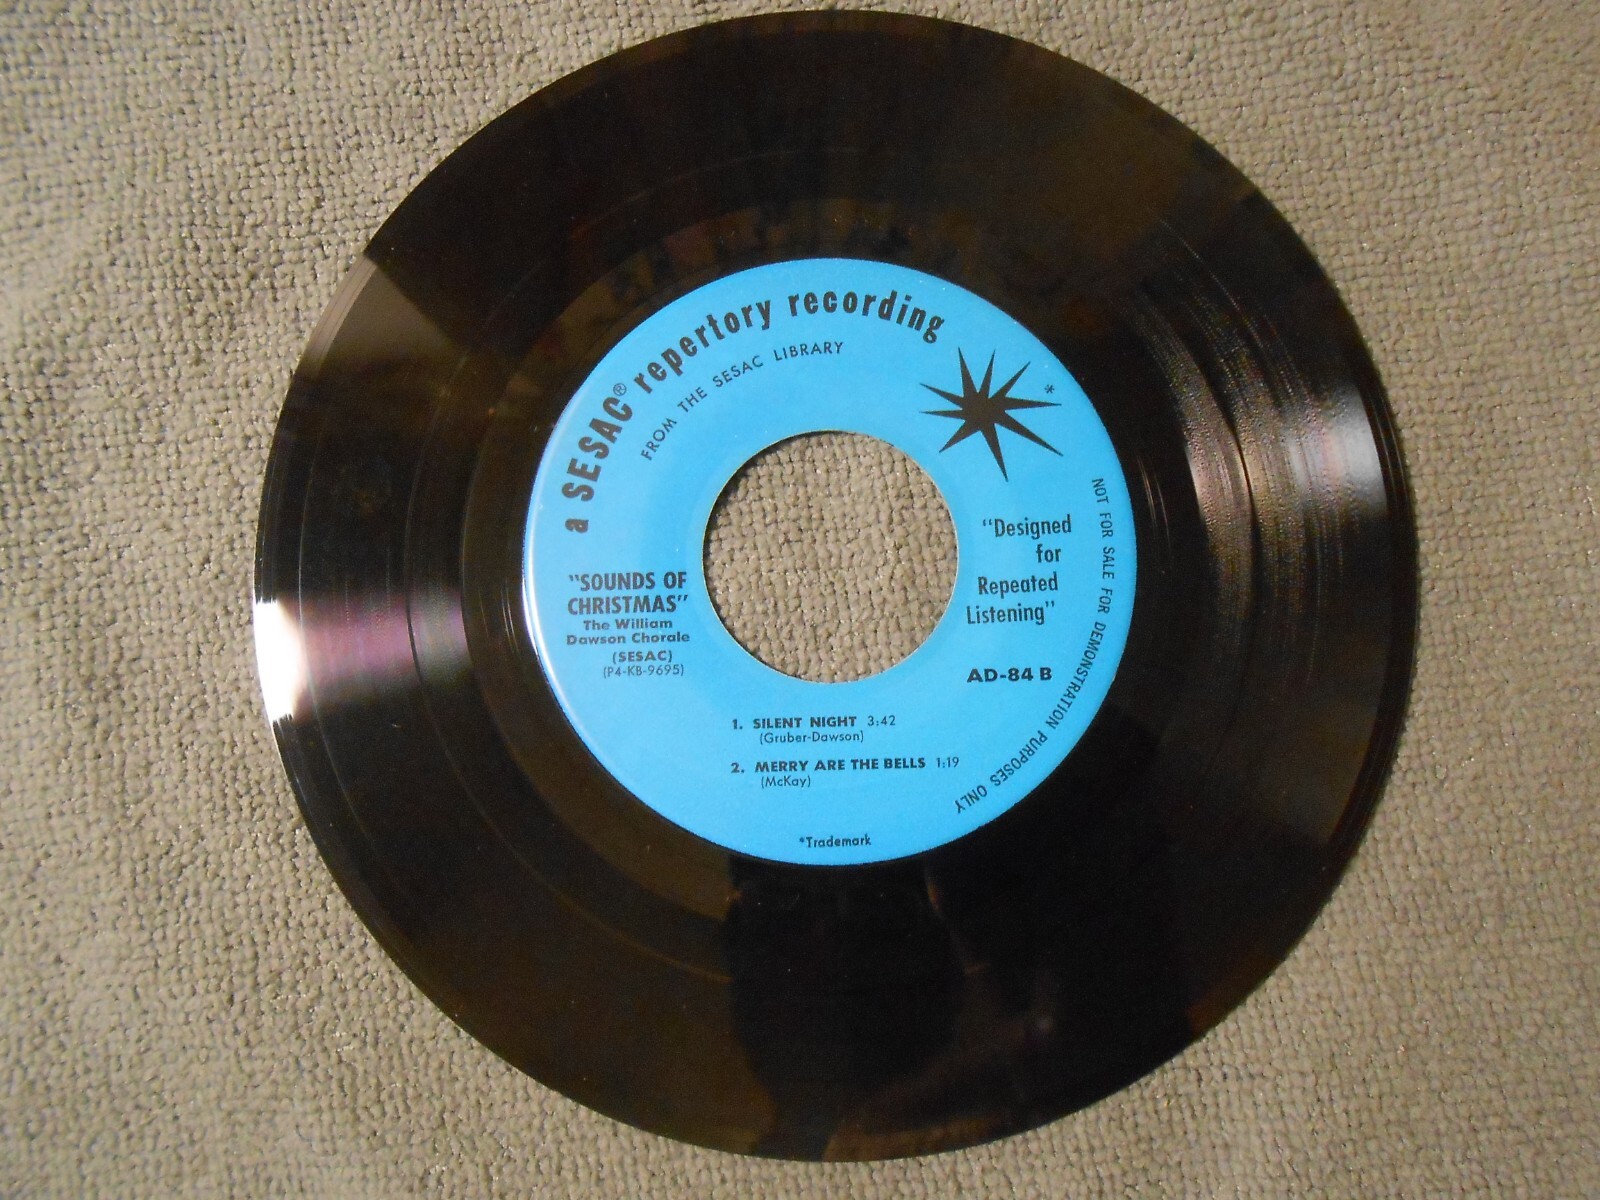 a SESAC® repertory recording
FROM THE SESAC LIBRARY
*
"Designed
for
Repeated
Listening"
NOT FOR SALE FOR DEMONSTRATION PURPOSES ONLY
"SOUNDS OF
CHRISTMAS"
The William
Dawson Chorale
(SESAC)
(P4-KB-9695)
AD-84 B
1. SILENT NIGHT 3:42
(Gruber-Dawson)
2. MERRY ARE THE BELLS 1:19
(McKay)
*Trademark